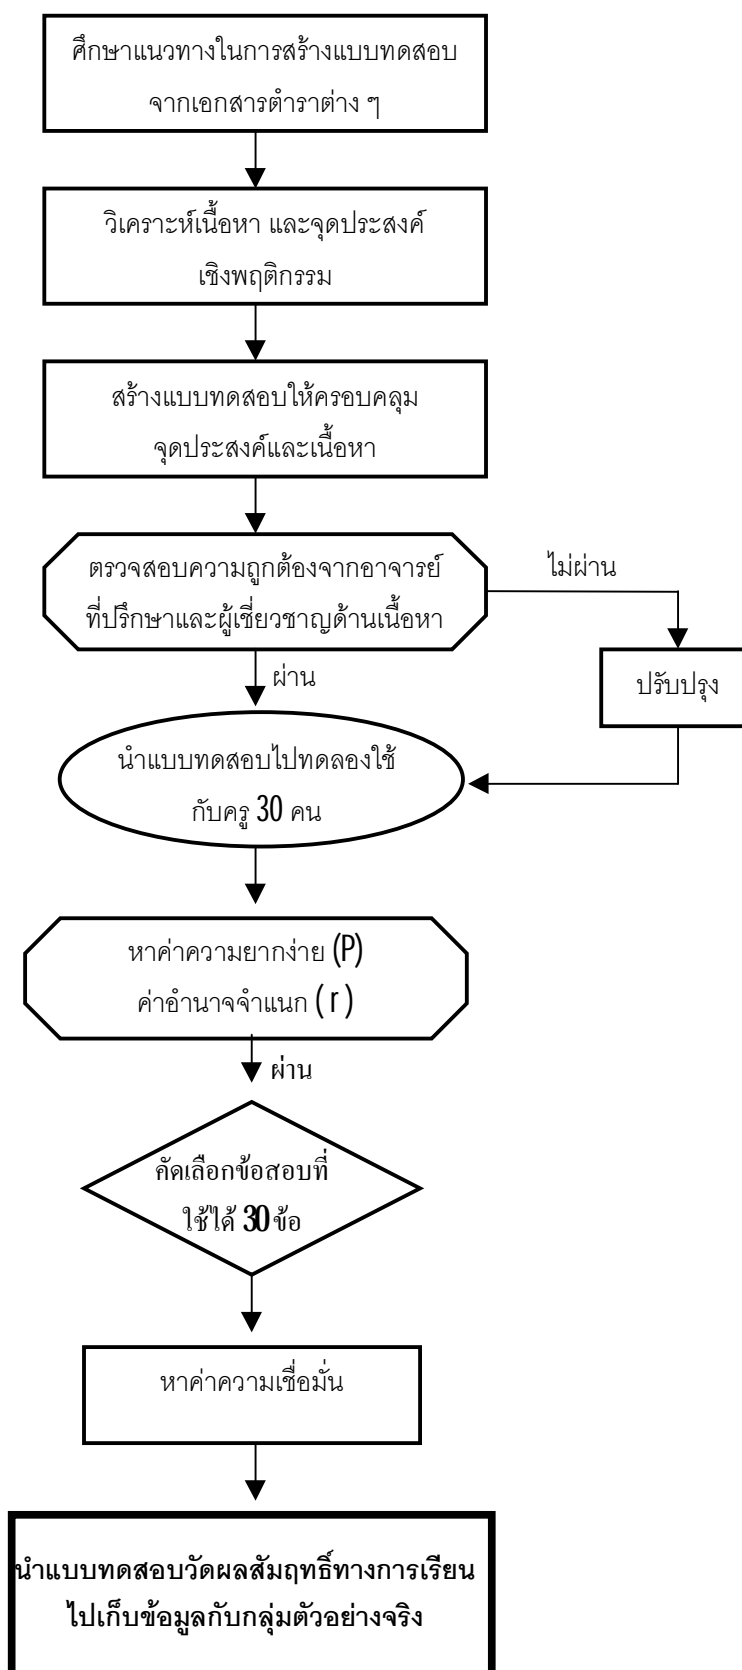 ศึกษาแนวทางในการสร้างแบบทดสอบ
จากเอกสารตำราต่าง ๆ
วิเคราะห์เนื้อหา และจุดประสงค์
เชิงพฤติกรรม
สร้างแบบทดสอบให้ครอบคลุม
จุดประสงค์และเนื้อหา
ตรวจสอบความถูกต้องจากอาจารย์
ที่ปรึกษาและผู้เชี่ยวชาญด้านเนื้อหา
ไม่ผ่าน
ปรับปรุง
ผ่าน
นำแบบทดสอบไปทดลองใช้
กับครู 30 คน
หาค่าความยากง่าย (P)
ค่าอำนาจจำแนก ( r )
ผ่าน
คัดเลือกข้อสอบที่
ใช้ได้ 30 ข้อ
หาค่าความเชื่อมั่น
นำแบบทดสอบวัดผลสัมฤทธิ์ทางการเรียน
ไปเก็บข้อมูลกับกลุ่มตัวอย่างจริง